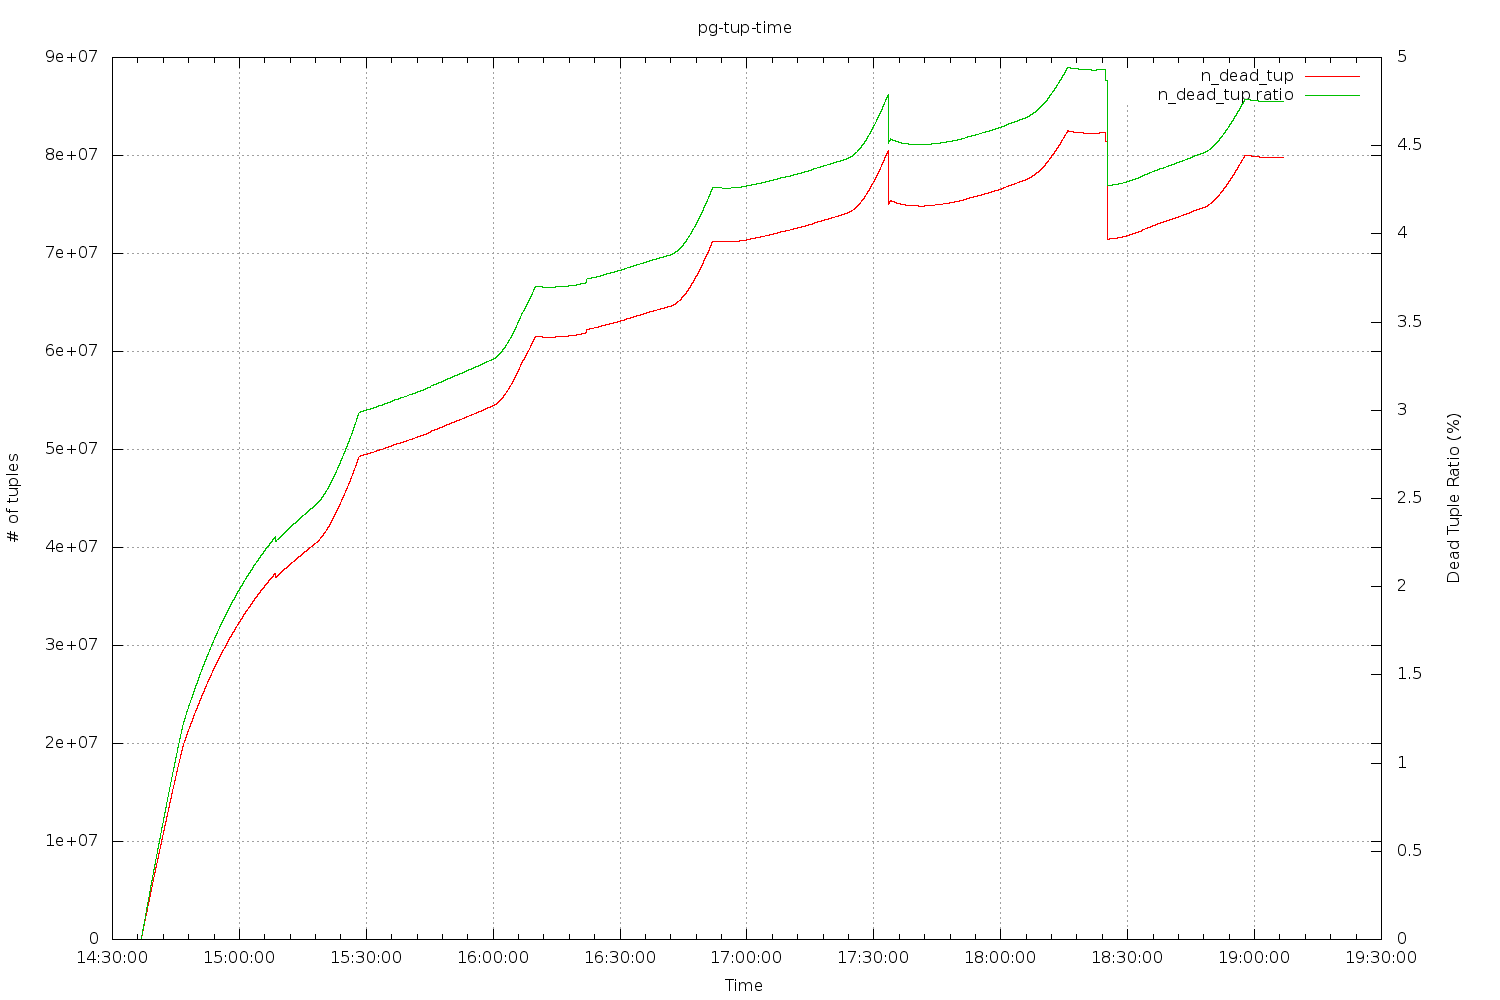 pg-tup-time
n_dead_tup
n_dead_tup ratio
9e+07
8e+07
7e+07
6e+07
5e+07
4e+07
3e+07
2e+07
1e+07
0
# of tuples
5
4.5
4
3.5
3
2.5
2
1.5
1
0.5
0
Dead Tuple Ratio (%)
14:30:00 15:00:00 15:30:00 16:00:00 16:30:00 17:00:00 17:30:00 18:00:00 18:30:00 19:00:00 19:30:00
Time